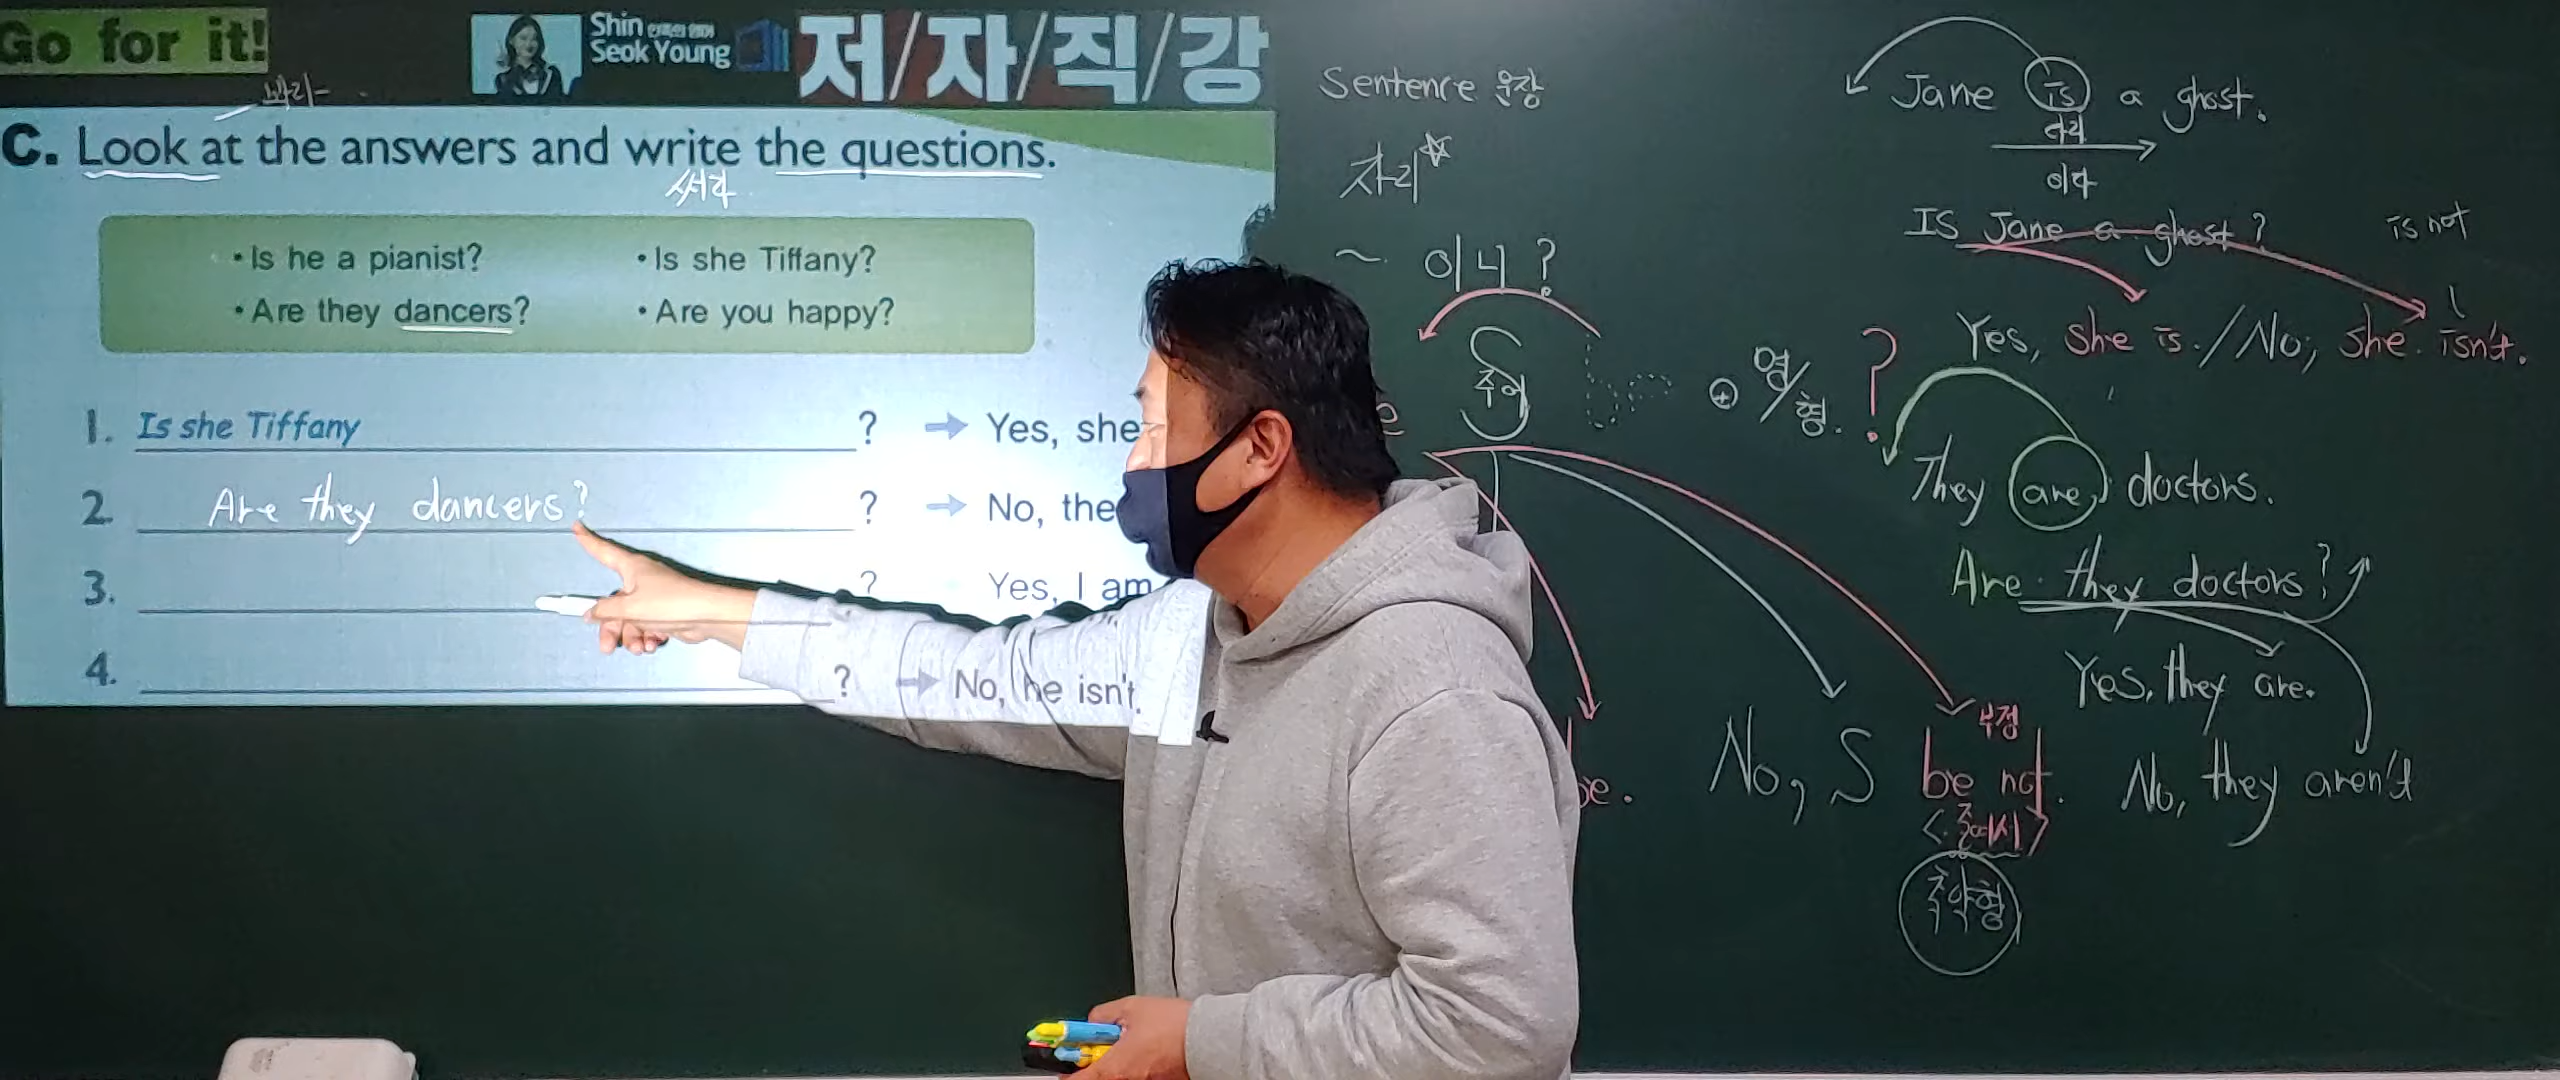 Go for it!
Shin
Seok Young
저/자/직/강
C. Look at the answers and write the questions.
써라
• Is he a pianist? • Is she Tiffany?
• Are they dancers? • Are you happy?
1. Is she Tiffany ? → Yes, she
2 Are they dancers? ? → No, the
3. ? Yes, I am
4. ? → No, he isn't.
Sentence 문장
자리
~ 이니?
S 주어
⊕ 명/형. ?
No, S be not.
부정
<줄여서>
축약형
be.
Jane is a ghost.
이다
Is Jane a ghost?
is not
Yes, she is. / No, she isn't.
They are doctors.
Are they doctors?
Yes, they are.
No, they aren't